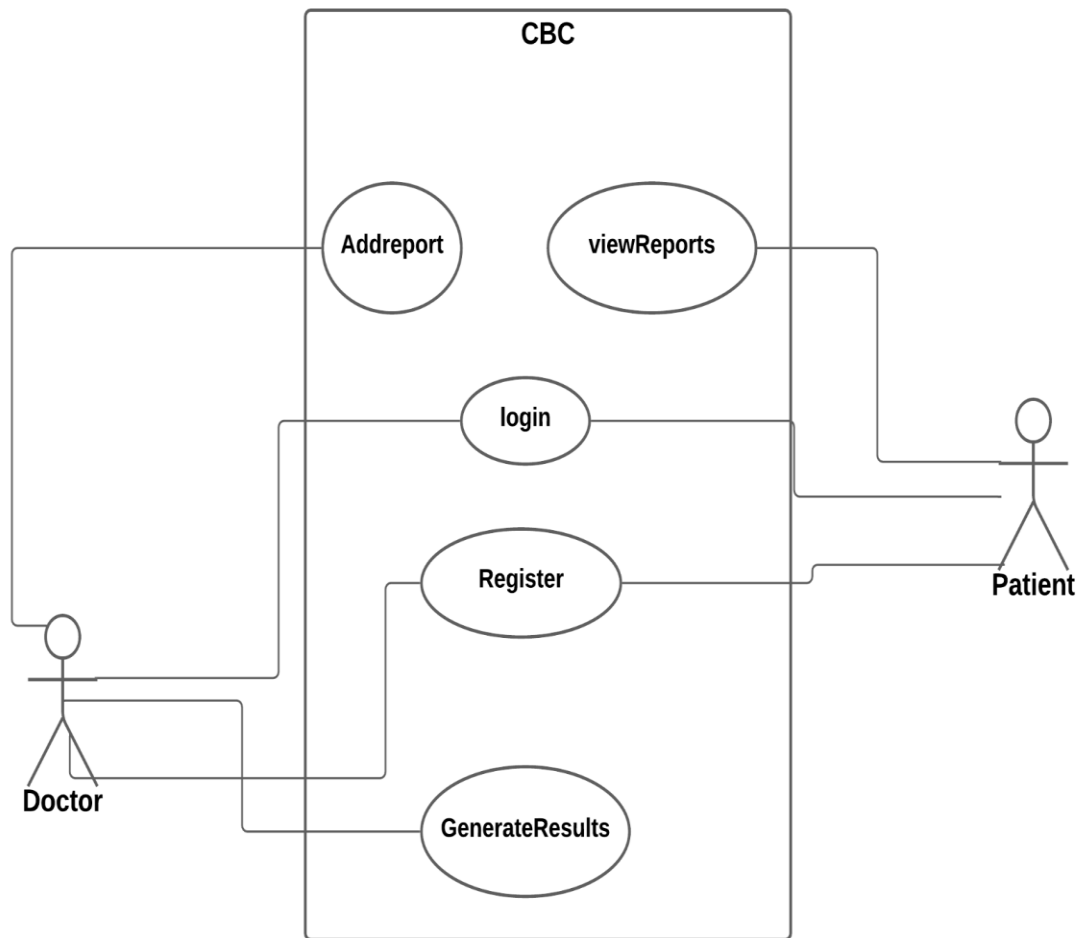 CBC
Addreport
viewReports
login
Register
Patient
Doctor
GenerateResults